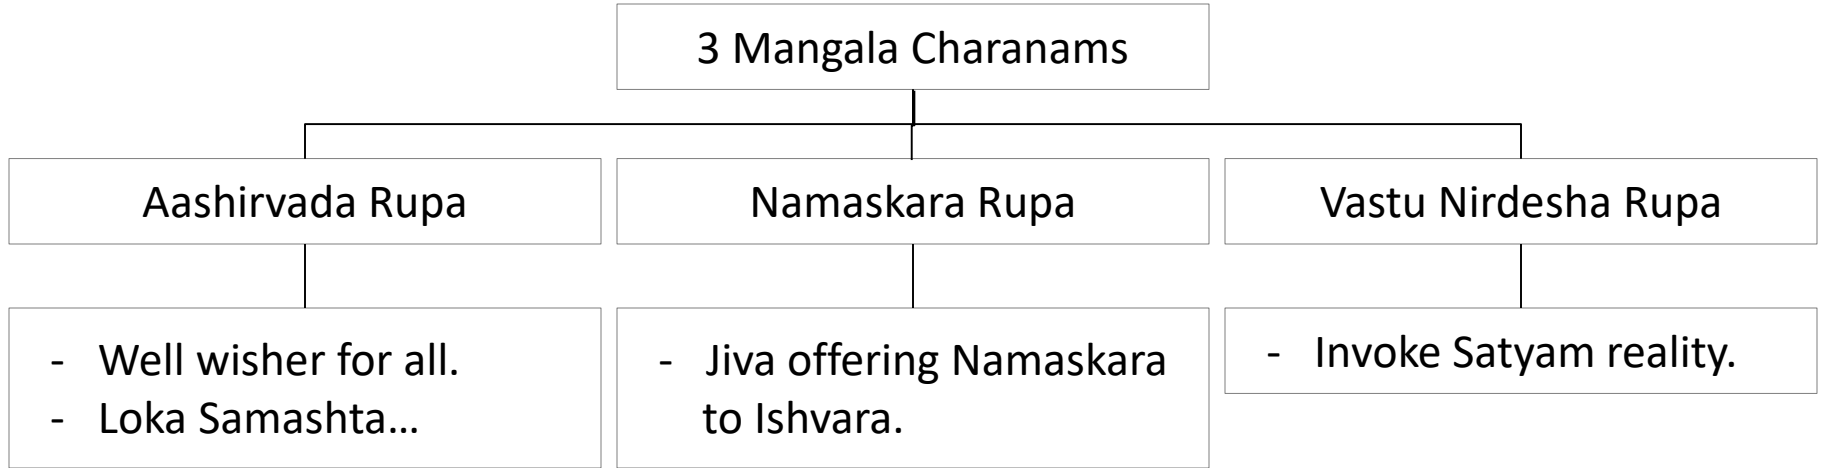 3 Mangala Charanams
Aashirvada Rupa
Namaskara Rupa
Vastu Nirdesha Rupa
- Well wisher for all.
- Loka Samashta…
- Jiva offering Namaskara
to Ishvara.
- Invoke Satyam reality.